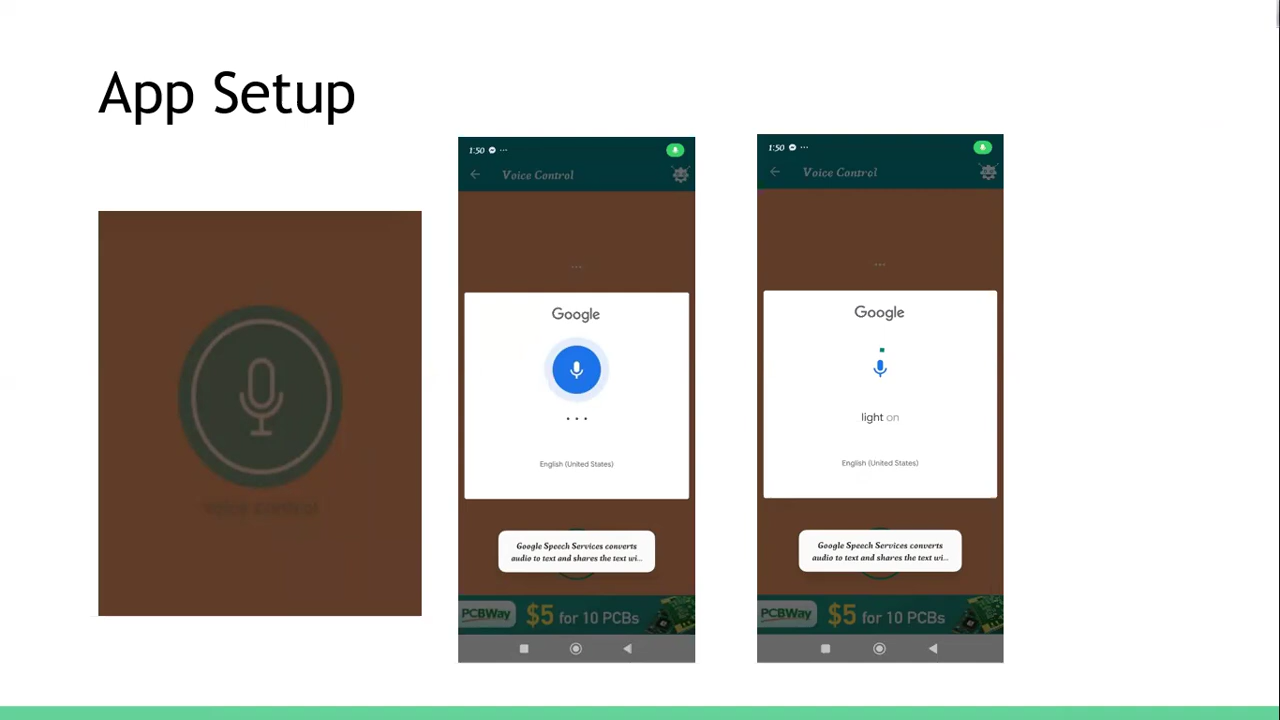 App Setup
Voice control
1:50
Voice Control
...
Google
...
English (United States)
Google Speech Services converts
audio to text and shares the text wi...
PCBWay $5 for 10 PCBs
1:50
Voice Control
...
Google
light on
English (United States)
Google Speech Services converts
audio to text and shares the text wi...
PCBWay $5 for 10 PCBs